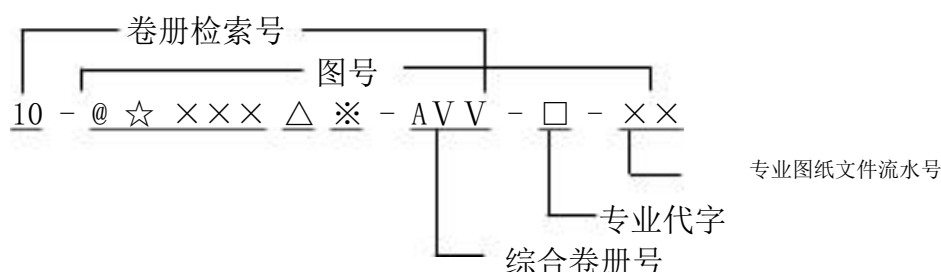 卷册检索号
图号
10 - @ ☆ ××× △ ※ - AVV - □ - ××
专业图纸文件流水号
专业代字
综合卷册号